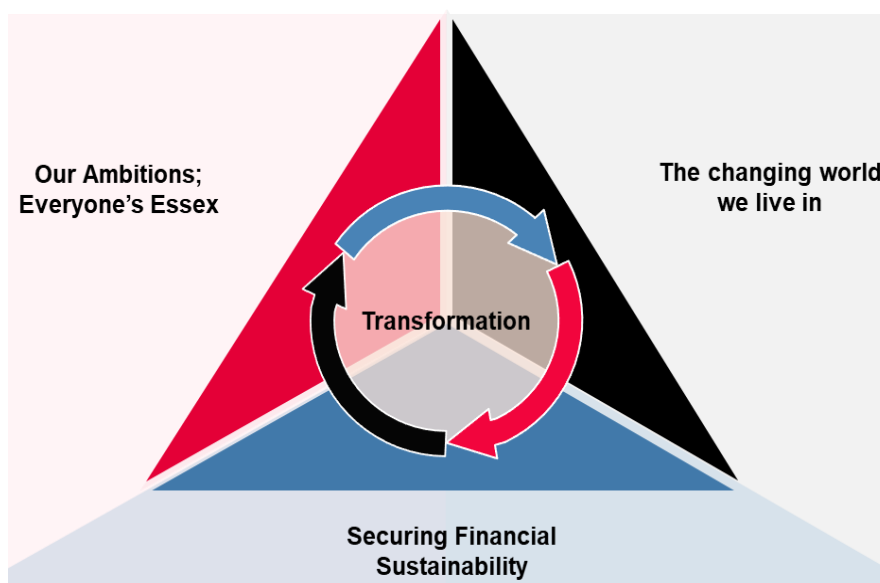 Our Ambitions;
Everyone's Essex
The changing world
we live in
Transformation
Securing Financial
Sustainability